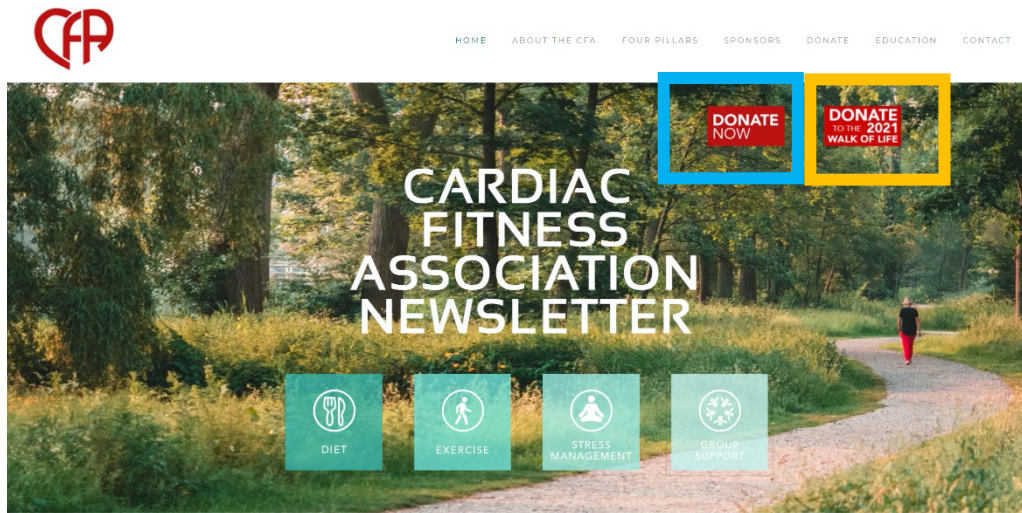 CFA
HOME ABOUT THE CFA FOUR PILLARS SPONSORS DONATE EDUCATION CONTACT
DONATE
NOW
DONATE
TO THE 2021
WALK OF LIFE
CARDIAC
FITNESS
ASSOCIATION
NEWSLETTER
DIET
EXERCISE
STRESS
MANAGEMENT
GROUP
SUPPORT